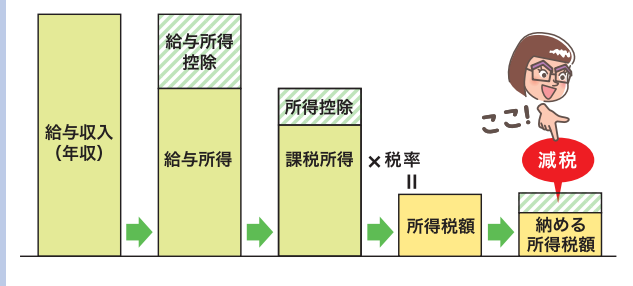 給与収入
（年収）
給与所得
控除
給与所得
所得控除
課税所得
×税率
=
所得税額
ここ!
減税
納める
所得税額